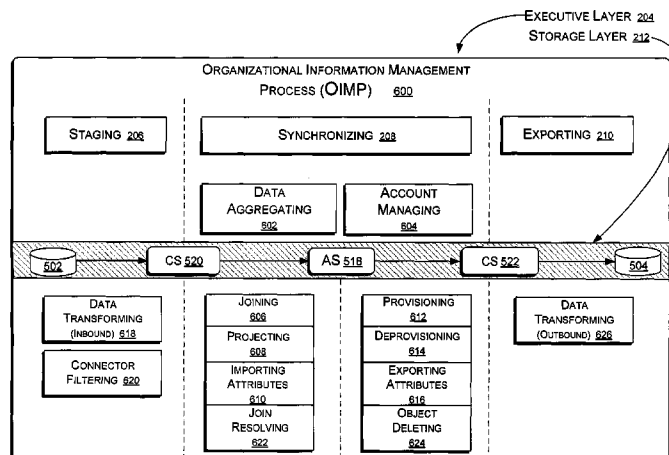 EXECUTIVE LAYER 204
STORAGE LAYER 212
ORGANIZATIONAL INFORMATION MANAGEMENT
PROCESS (OIMP) 600
STAGING 206
SYNCHRONIZING 208
EXPORTING 210
DATA
AGGREGATING
602
ACCOUNT
MANAGING
604
502
CS 520
AS 518
CS 522
504
DATA
TRANSFORMING
(INBOUND) 618
CONNECTOR
FILTERING 620
JOINING
606
PROJECTING
608
IMPORTING
ATTRIBUTES
610
JOIN
RESOLVING
622
PROVISIONING
612
DEPROVISIONING
614
EXPORTING
ATTRIBUTES
616
OBJECT
DELETING
624
DATA
TRANSFORMING
(OUTBOUND) 626